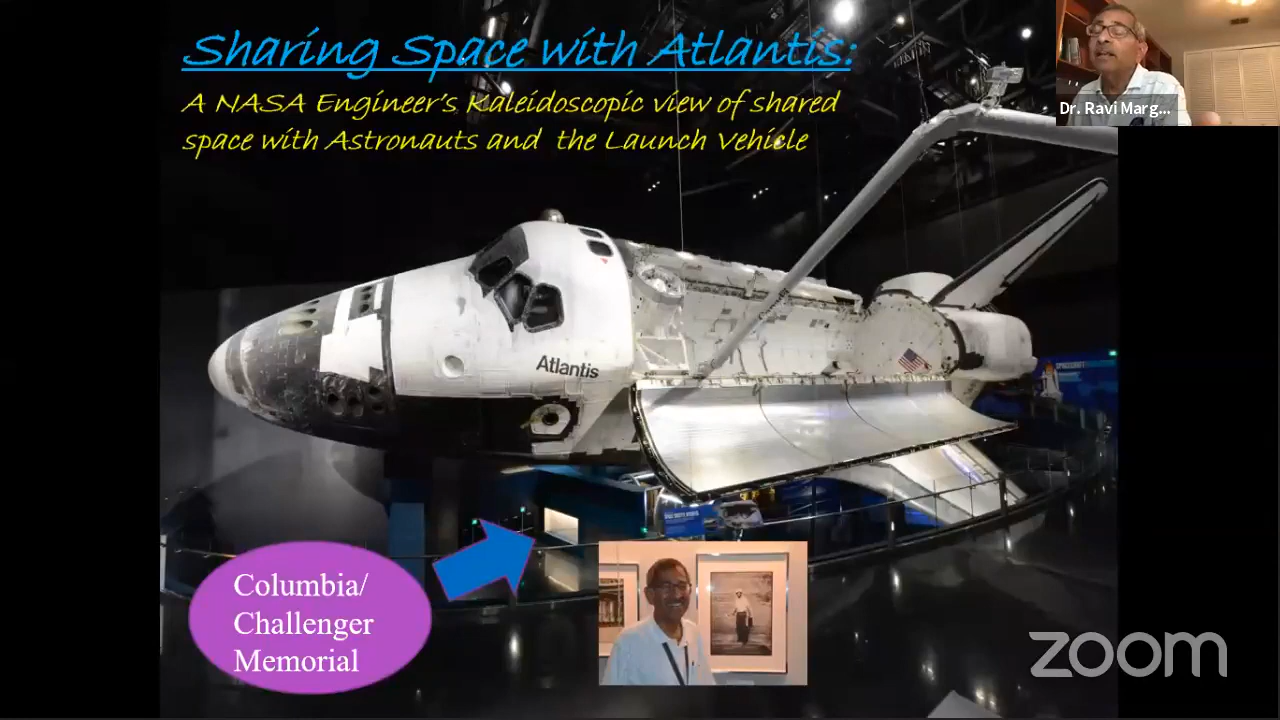 Sharing Space with Atlantis:
A NASA Engineer's Kaleidoscopic view of shared
space with Astronauts and the Launch Vehicle
Dr. Ravi Marg...
Atlantis
Columbia/
Challenger
Memorial
zoom